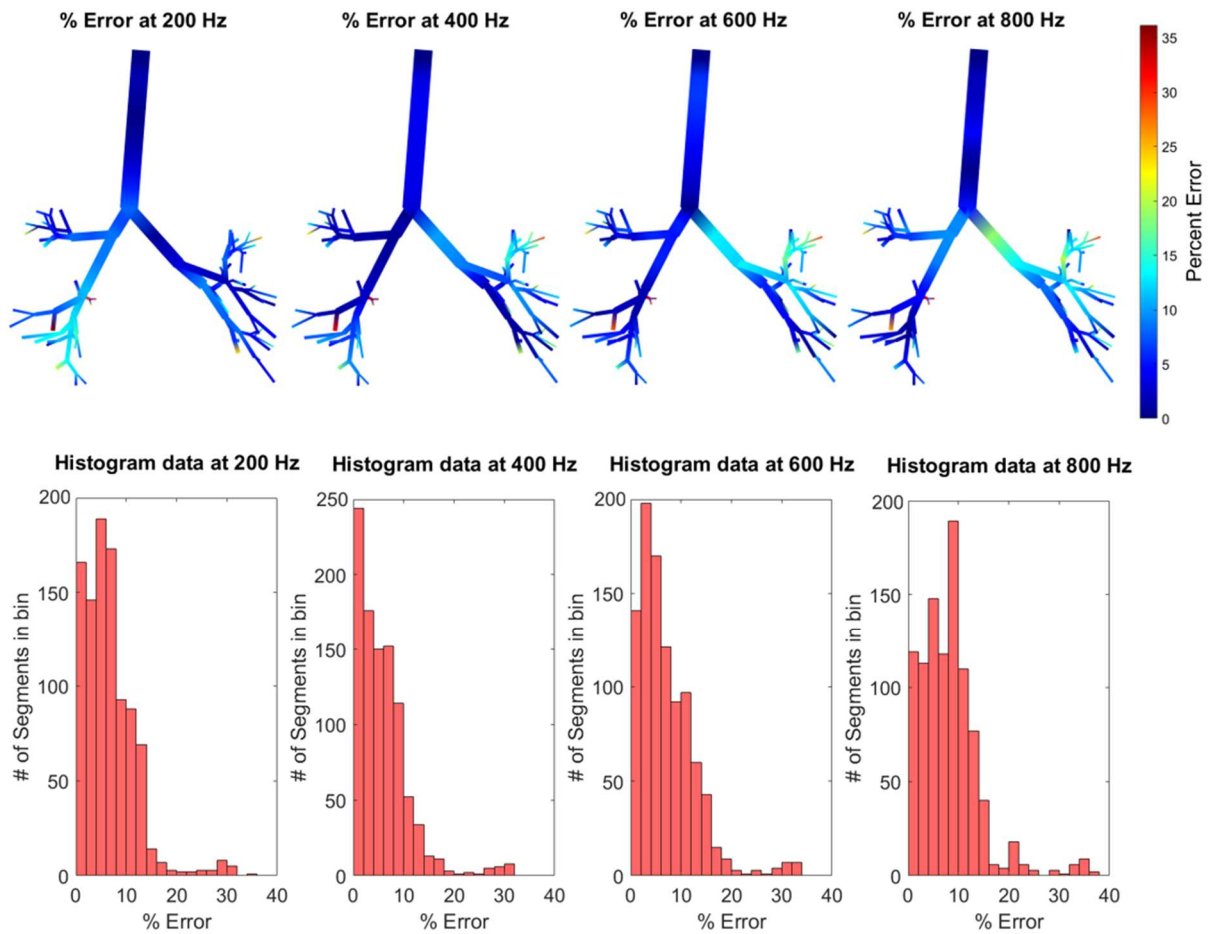 % Error at 200 Hz
% Error at 400 Hz
% Error at 600 Hz
% Error at 800 Hz
35
30
25
20
15
10
5
0
Percent Error
Histogram data at 200 Hz
Histogram data at 400 Hz
Histogram data at 600 Hz
Histogram data at 800 Hz
200
150
100
50
0
# of Segments in bin
0 10 20 30 40
% Error
250
200
150
100
50
0
# of Segments in bin
0 10 20 30 40
% Error
200
150
100
50
0
# of Segments in bin
0 10 20 30 40
% Error
200
150
100
50
0
# of Segments in bin
0 10 20 30 40
% Error